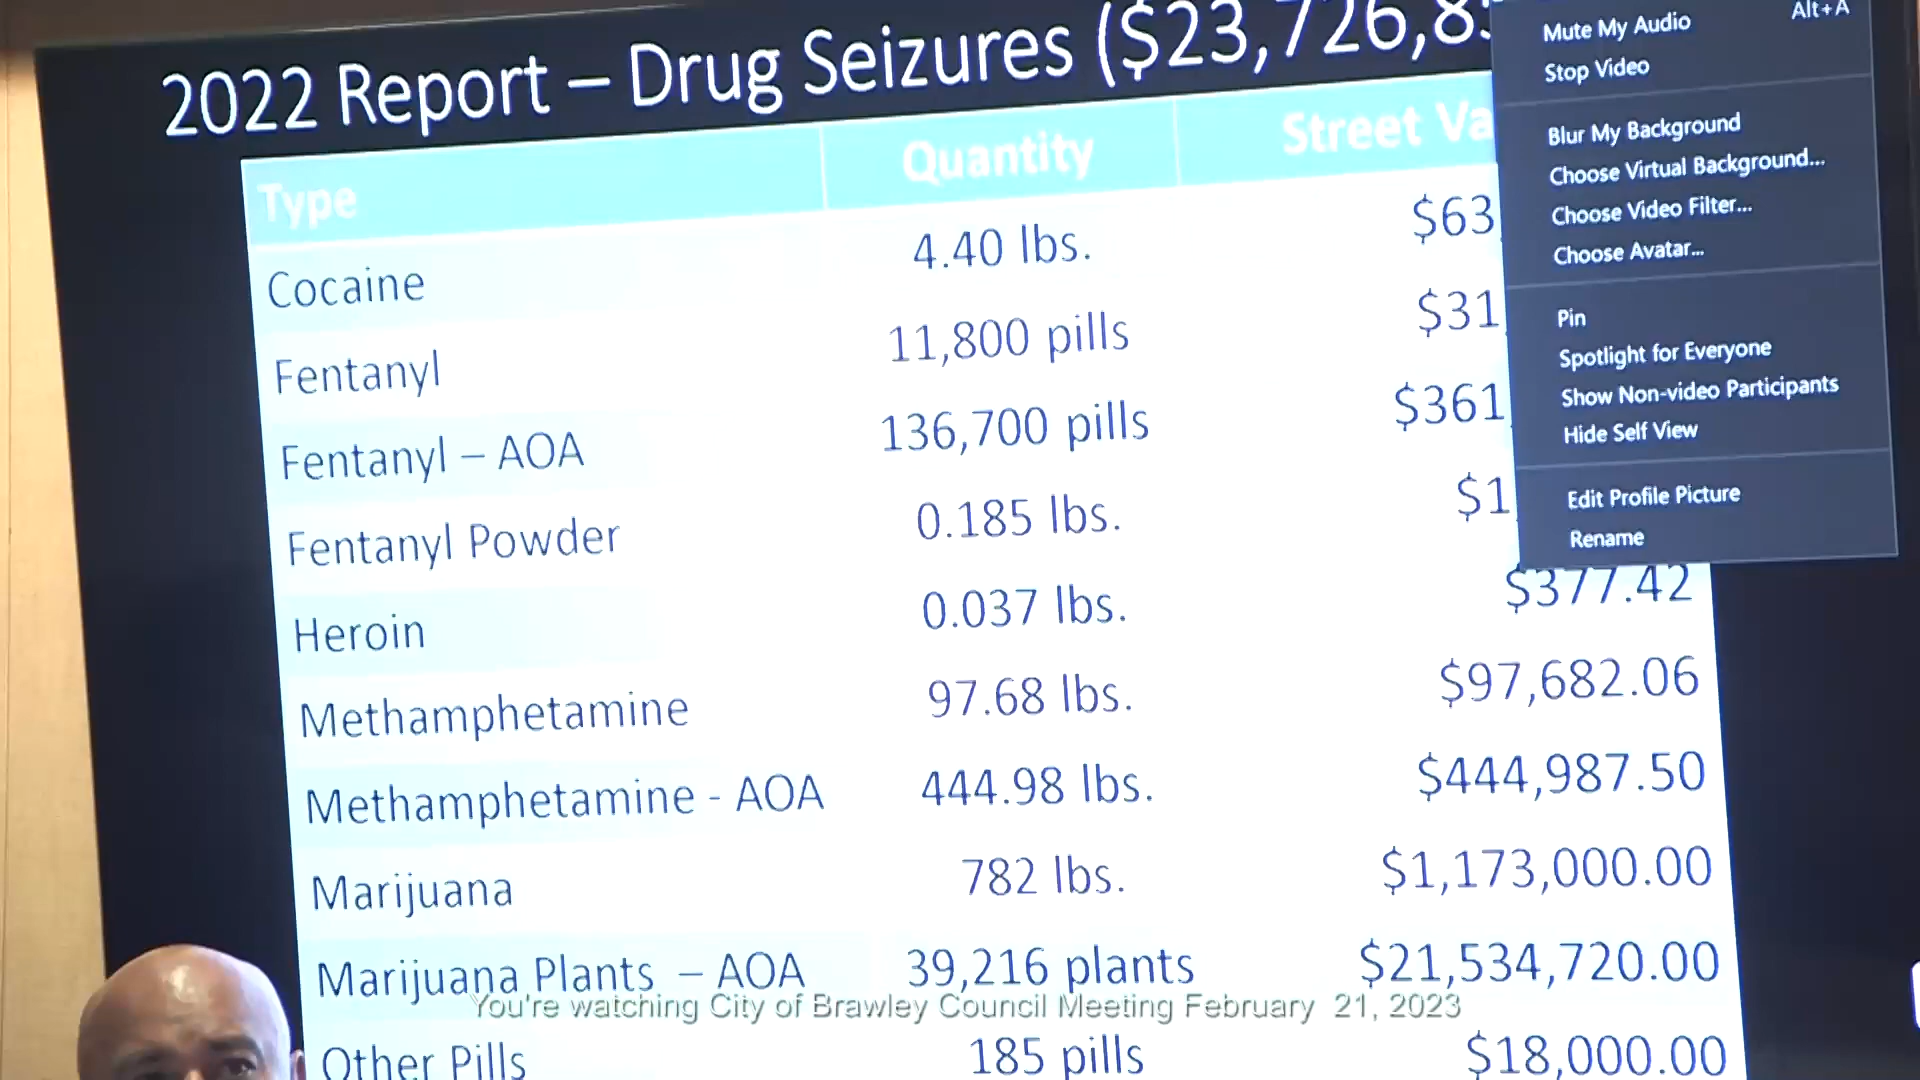 2022 Report – Drug Seizures ($23,726,8
Type Quantity Street Va
Cocaine 4.40 lbs. $63
Fentanyl 11,800 pills $31
Fentanyl – AOA 136,700 pills $361
Fentanyl Powder 0.185 lbs. $1
Heroin 0.037 lbs. $377.42
Methamphetamine 97.68 lbs. $97,682.06
Methamphetamine - AOA 444.98 lbs. $444,987.50
Marijuana 782 lbs. $1,173,000.00
Marijuana Plants – AOA 39,216 plants $21,534,720.00
Other Pills 185 pills $18,000.00
Mute My Audio Alt+A
Stop Video
Blur My Background
Choose Virtual Background...
Choose Video Filter...
Choose Avatar...
Pin
Spotlight for Everyone
Show Non-video Participants
Hide Self View
Edit Profile Picture
Rename
You're watching City of Brawley Council Meeting February 21, 2023